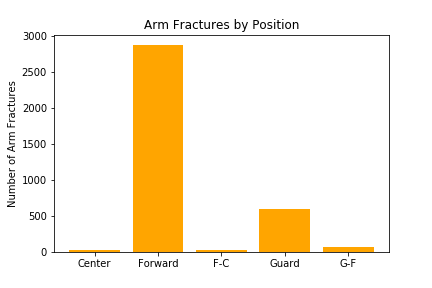 Arm Fractures by Position
Number of Arm Fractures
3000
2500
2000
1500
1000
500
0
Center Forward F-C Guard G-F